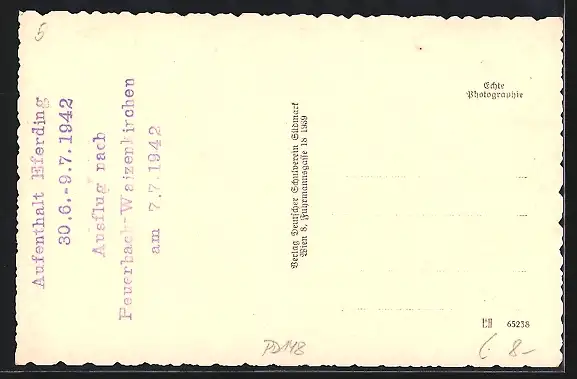 5
Aufenthalt Eferding
30.6.-9.7.1942
Ausflug nach
Feuerbach-Waizenkirchen
am 7.7.1942
Verlag Deutscher Schulverein Südmark
Wien 8, Fuhrmannsgasse 18 1939
Echte
Photographie
65238
PD148
8-